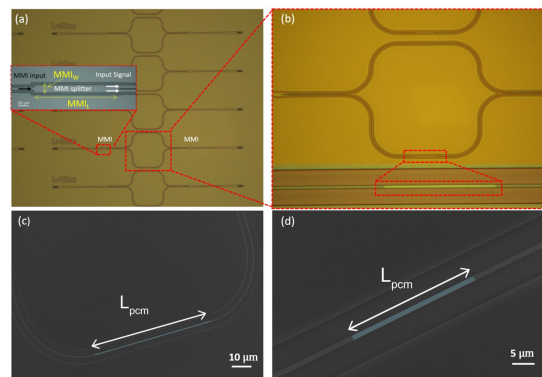 (a)
(b)
MMI input
MMI_W
Input Signal
MMI splitter
MMI_L
MMI
MMI
(c)
L_pcm
10 µm
(d)
L_pcm
5 µm